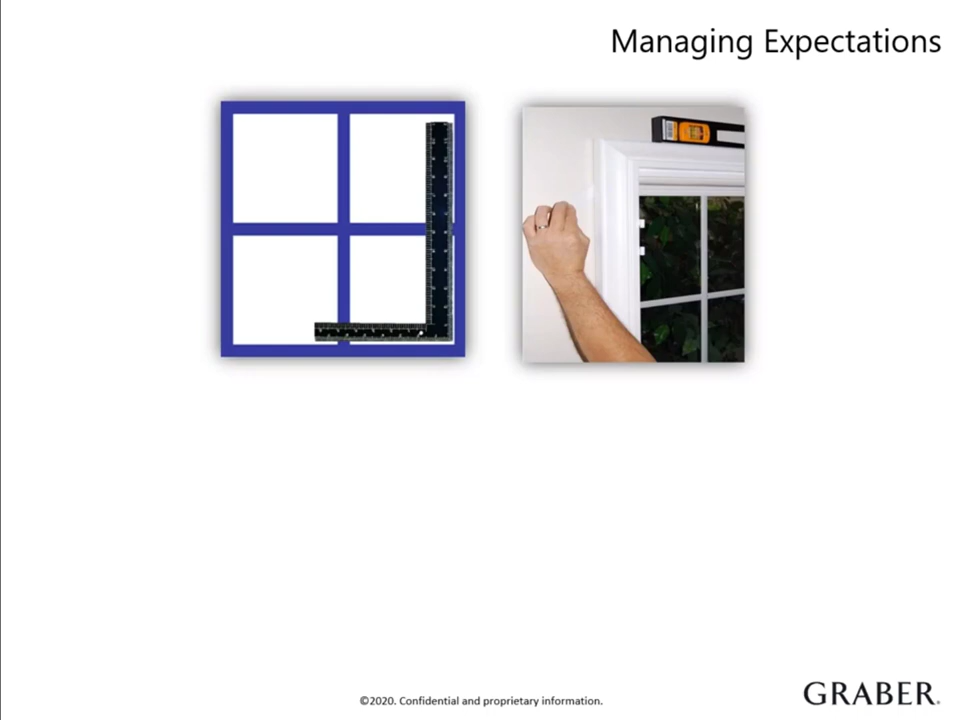 Managing Expectations
©2020. Confidential and proprietary information.
GRABER.